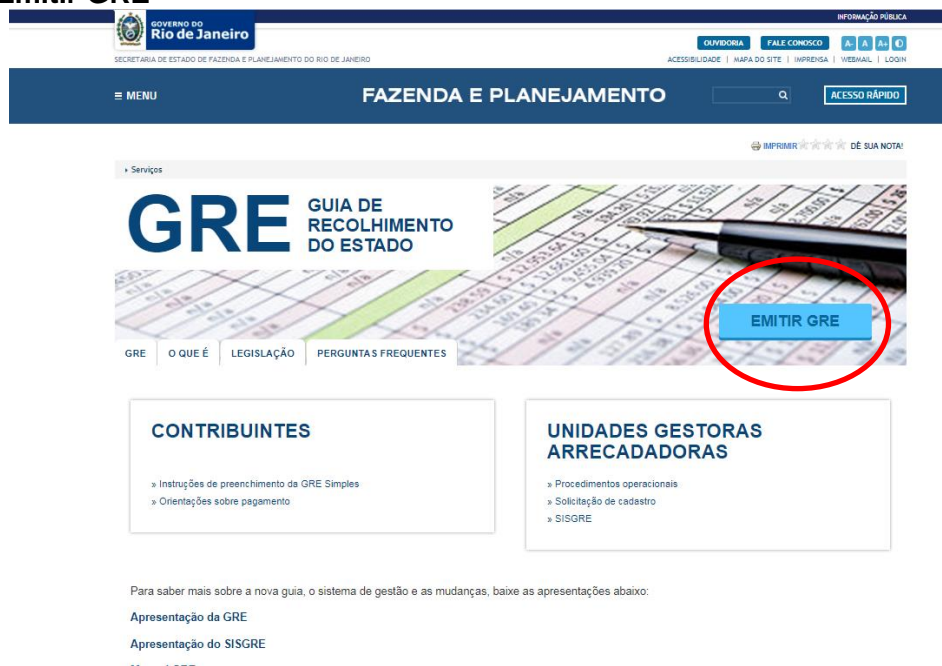 Emitir GRE
INFORMAÇÃO PÚBLICA
GOVERNO DO
Rio de Janeiro
OUVIDORIA FALE CONOSCO A- A A+
SECRETARIA DE ESTADO DE FAZENDA E PLANEJAMENTO DO RIO DE JANEIRO
ACESSIBILIDADE | MAPA DO SITE | IMPRENSA | WEBMAIL | LOGIN
≡ MENU FAZENDA E PLANEJAMENTO ACESSO RÁPIDO
IMPRIMIR DÊ SUA NOTA!
› Serviços
GRE
GUIA DE
RECOLHIMENTO
DO ESTADO
EMITIR GRE
GRE O QUE É LEGISLAÇÃO PERGUNTAS FREQUENTES
CONTRIBUINTES
» Instruções de preenchimento da GRE Simples
» Orientações sobre pagamento
UNIDADES GESTORAS
ARRECADADORAS
» Procedimentos operacionais
» Solicitação de cadastro
» SISGRE
Para saber mais sobre a nova guia, o sistema de gestão e as mudanças, baixe as apresentações abaixo:
Apresentação da GRE
Apresentação do SISGRE